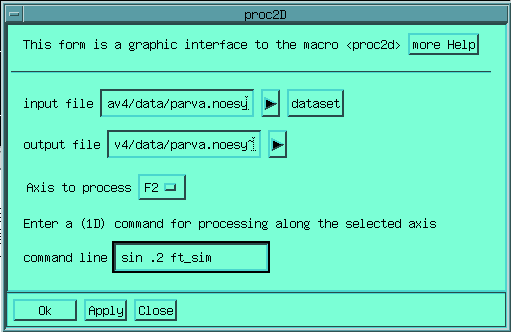 proc2D
This form is a graphic interface to the macro <proc2d> more Help
input file av4/data/parva.noesy dataset
output file v4/data/parva.noesy~
Axis to process F2
Enter a (1D) command for processing along the selected axis
command line sin .2 ft_sim
Ok Apply Close